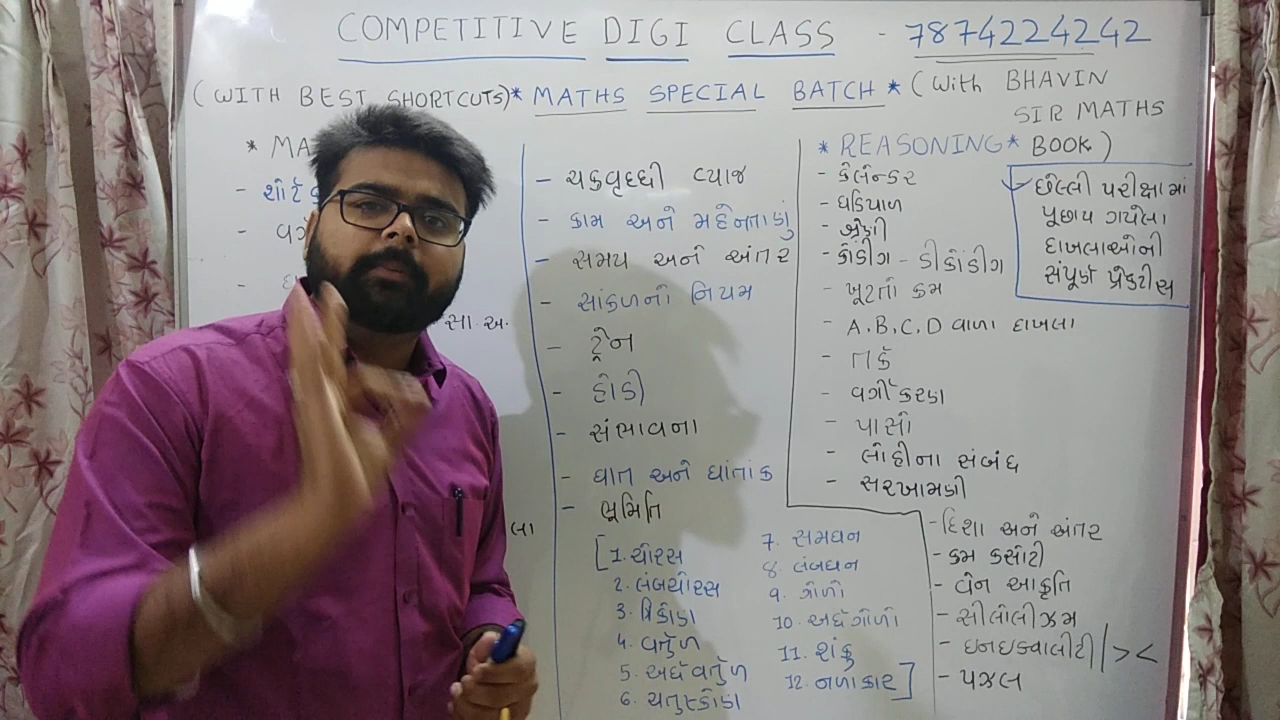 COMPETITIVE DIGI CLASS - 7874224242
(WITH BEST SHORTCUTS) * MATHS SPECIAL BATCH * (With BHAVIN
SIR MATHS
BOOK)
* MA
- શોર્ટ
- વર્
સા.અ.
લા
- ચક્રવૃધ્ધી વ્યાજ
- કામ અને મહેનતાણું
- સમય અને અંતર
- સાંકળનો નિયમ
- ટ્રેન
- હોડી
- સંભાવના
- ઘાત અને ઘાતાંક
- ભૂમિતિ
[1. ચોરસ
2. લંબચોરસ
3. ત્રિકોણ
4. વર્તુળ
5. અર્ધવર્તુળ
6. ચતુષ્કોણ
7. સમઘન
8. લંબઘન
9. ગોળો
10. અર્ધગોળો
11. શંકુ
12. નળાકાર]
* REASONING *
- કેલેન્ડર
- ઘડિયાળ
- શ્રેણી
- કોડીંગ - ડીકોડીંગ
- ખૂટતો ક્રમ
- A.B.C.D વાળા દાખલા
- તર્ક
- વર્ગીકરણ
- પાસો
- લોહીના સંબંધ
- સરખામણી
- દિશા અને અંતર
- ક્રમ કસોટી
- વેન આકૃતિ
- સીલોલીઝમ
- ઇનઇક્વાલીટી / > <
- પઝલ
છેલ્લી પરીક્ષામાં
પૂછાય ગયેલા
દાખલાઓની
સંપૂર્ણ પ્રેક્ટીસ